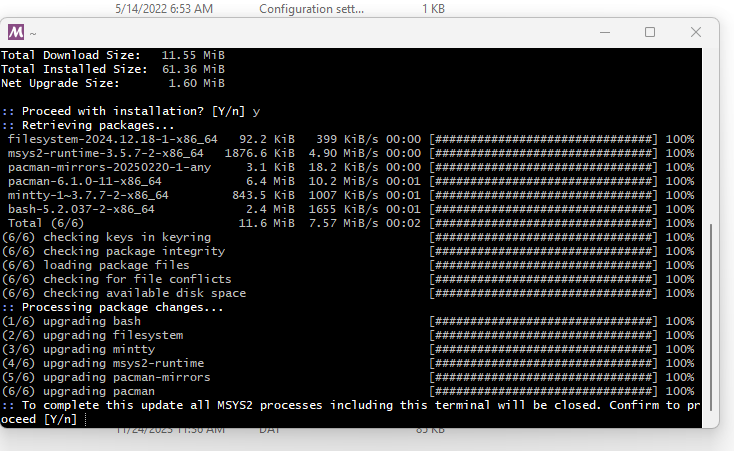 5/14/2022 6:53 AM Configuration sett... 1 KB
M ~
Total Download Size: 11.55 MiB
Total Installed Size: 61.36 MiB
Net Upgrade Size: 1.60 MiB
:: Proceed with installation? [Y/n] y
:: Retrieving packages...
filesystem-2024.12.18-1-x86_64 92.2 KiB 399 KiB/s 00:00 [###############################] 100%
msys2-runtime-3.5.7-2-x86_64 1876.6 KiB 4.90 MiB/s 00:00 [###############################] 100%
pacman-mirrors-20250220-1-any 3.1 KiB 18.2 KiB/s 00:00 [###############################] 100%
pacman-6.1.0-11-x86_64 6.4 MiB 10.2 MiB/s 00:01 [###############################] 100%
mintty-1~3.7.7-2-x86_64 843.5 KiB 1007 KiB/s 00:01 [###############################] 100%
bash-5.2.037-2-x86_64 2.4 MiB 1655 KiB/s 00:01 [###############################] 100%
Total (6/6) 11.6 MiB 7.57 MiB/s 00:02 [###############################] 100%
(6/6) checking keys in keyring [###############################] 100%
(6/6) checking package integrity [###############################] 100%
(6/6) loading package files [###############################] 100%
(6/6) checking for file conflicts [###############################] 100%
(6/6) checking available disk space [###############################] 100%
:: Processing package changes...
(1/6) upgrading bash [###############################] 100%
(2/6) upgrading filesystem [###############################] 100%
(3/6) upgrading mintty [###############################] 100%
(4/6) upgrading msys2-runtime [###############################] 100%
(5/6) upgrading pacman-mirrors [###############################] 100%
(6/6) upgrading pacman [###############################] 100%
:: To complete this update all MSYS2 processes including this terminal will be closed. Confirm to pr
oceed [Y/n]